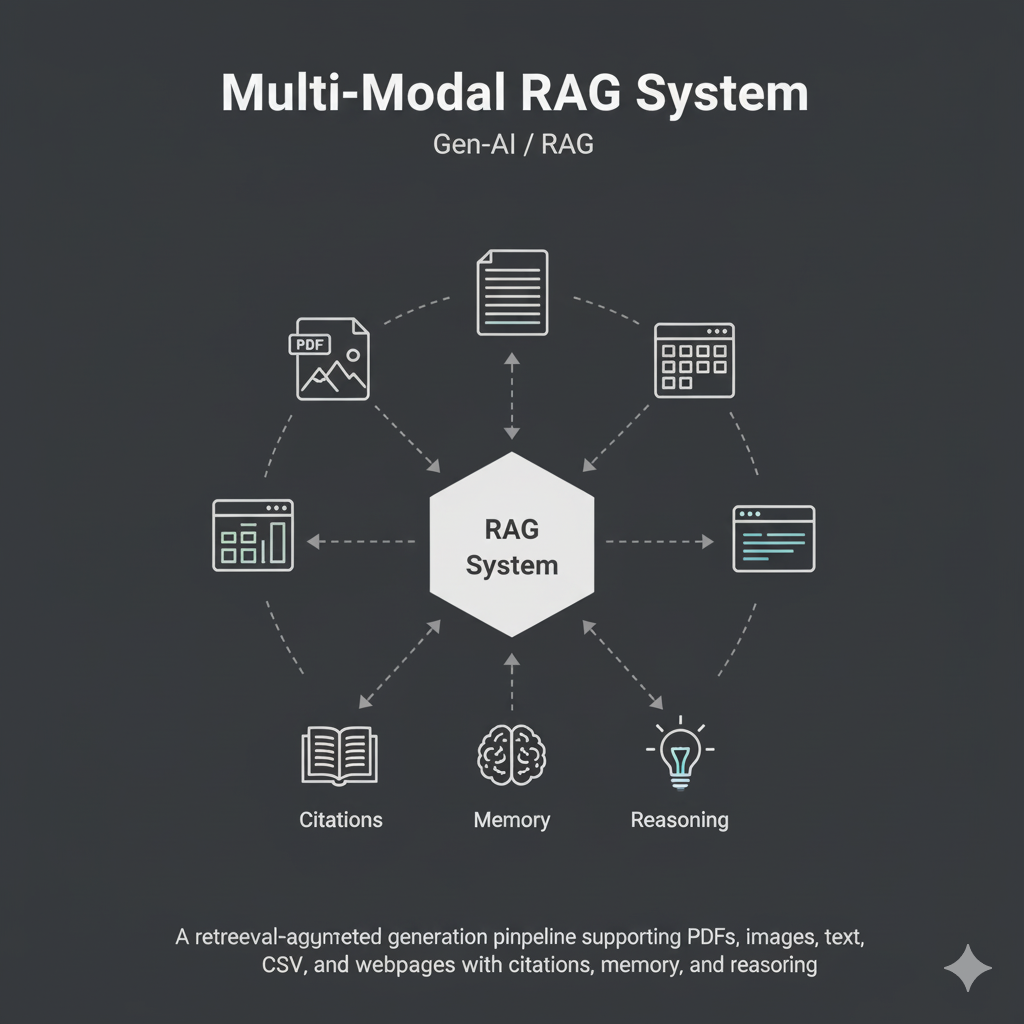 Multi-Modal RAG System
Gen-AI / RAG
PDF
RAG
System
Citations
Memory
Reasoning
A retreeval-agymeted generation pinpeline supporting PDFs, images, text,
CSV, and webpages with citations, memory, and reasoring